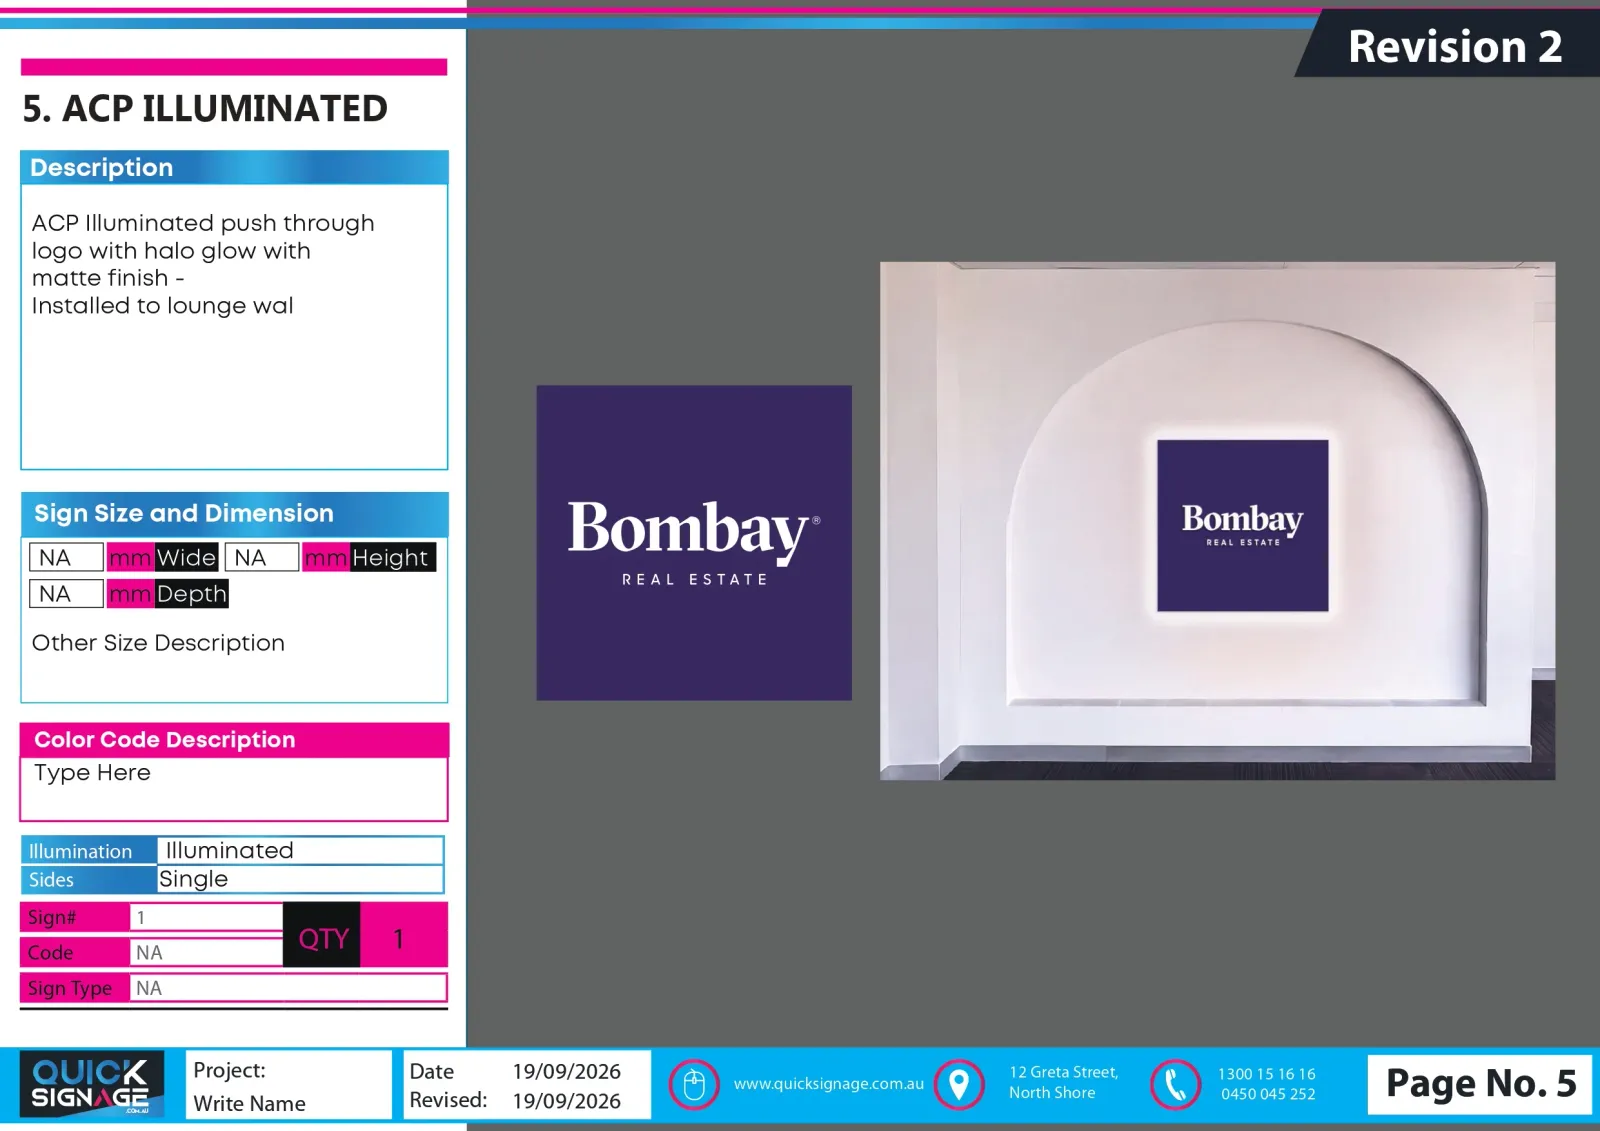 Revision 2
5. ACP ILLUMINATED
Description
ACP Illuminated push through
logo with halo glow with
matte finish -
Installed to lounge wal
Sign Size and Dimension
NA mm Wide NA mm Height
NA mm Depth
Other Size Description
Color Code Description
Type Here
Illumination Illuminated
Sides Single
Sign# 1
Code NA
QTY 1
Sign Type NA
Bombay®
REAL ESTATE
Bombay
REAL ESTATE
QUICK
SIGNAGE
.COM.AU
Project:
Write Name
Date 19/09/2026
Revised: 19/09/2026
www.quicksignage.com.au
12 Greta Street,
North Shore
1300 15 16 16
0450 045 252
Page No. 5